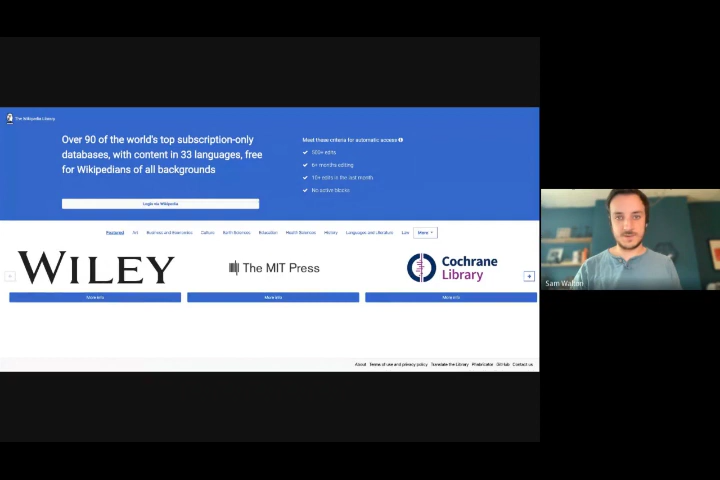 The Wikipedia Library
Over 90 of the world's top subscription-only
databases, with content in 33 languages, free
for Wikipedians of all backgrounds
Login via Wikipedia
Meet these criteria for automatic access
500+ edits
6+ months editing
10+ edits in the last month
No active blocks
Featured Art Business and Economics Culture Earth Sciences Education Health Sciences History Languages and Literature Law More
WILEY
The MIT Press
Cochrane
Library
More info More info More info
About Terms of use and privacy policy Translate the Library Phabricator GitHub Contact us
Sam Walton